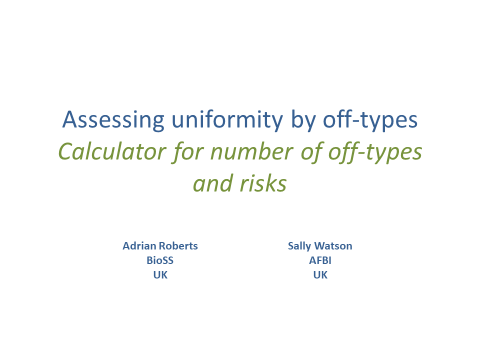 Assessing uniformity by off-types
Calculator for number of off-types
and risks
Adrian Roberts
BioSS
UK
Sally Watson
AFBI
UK